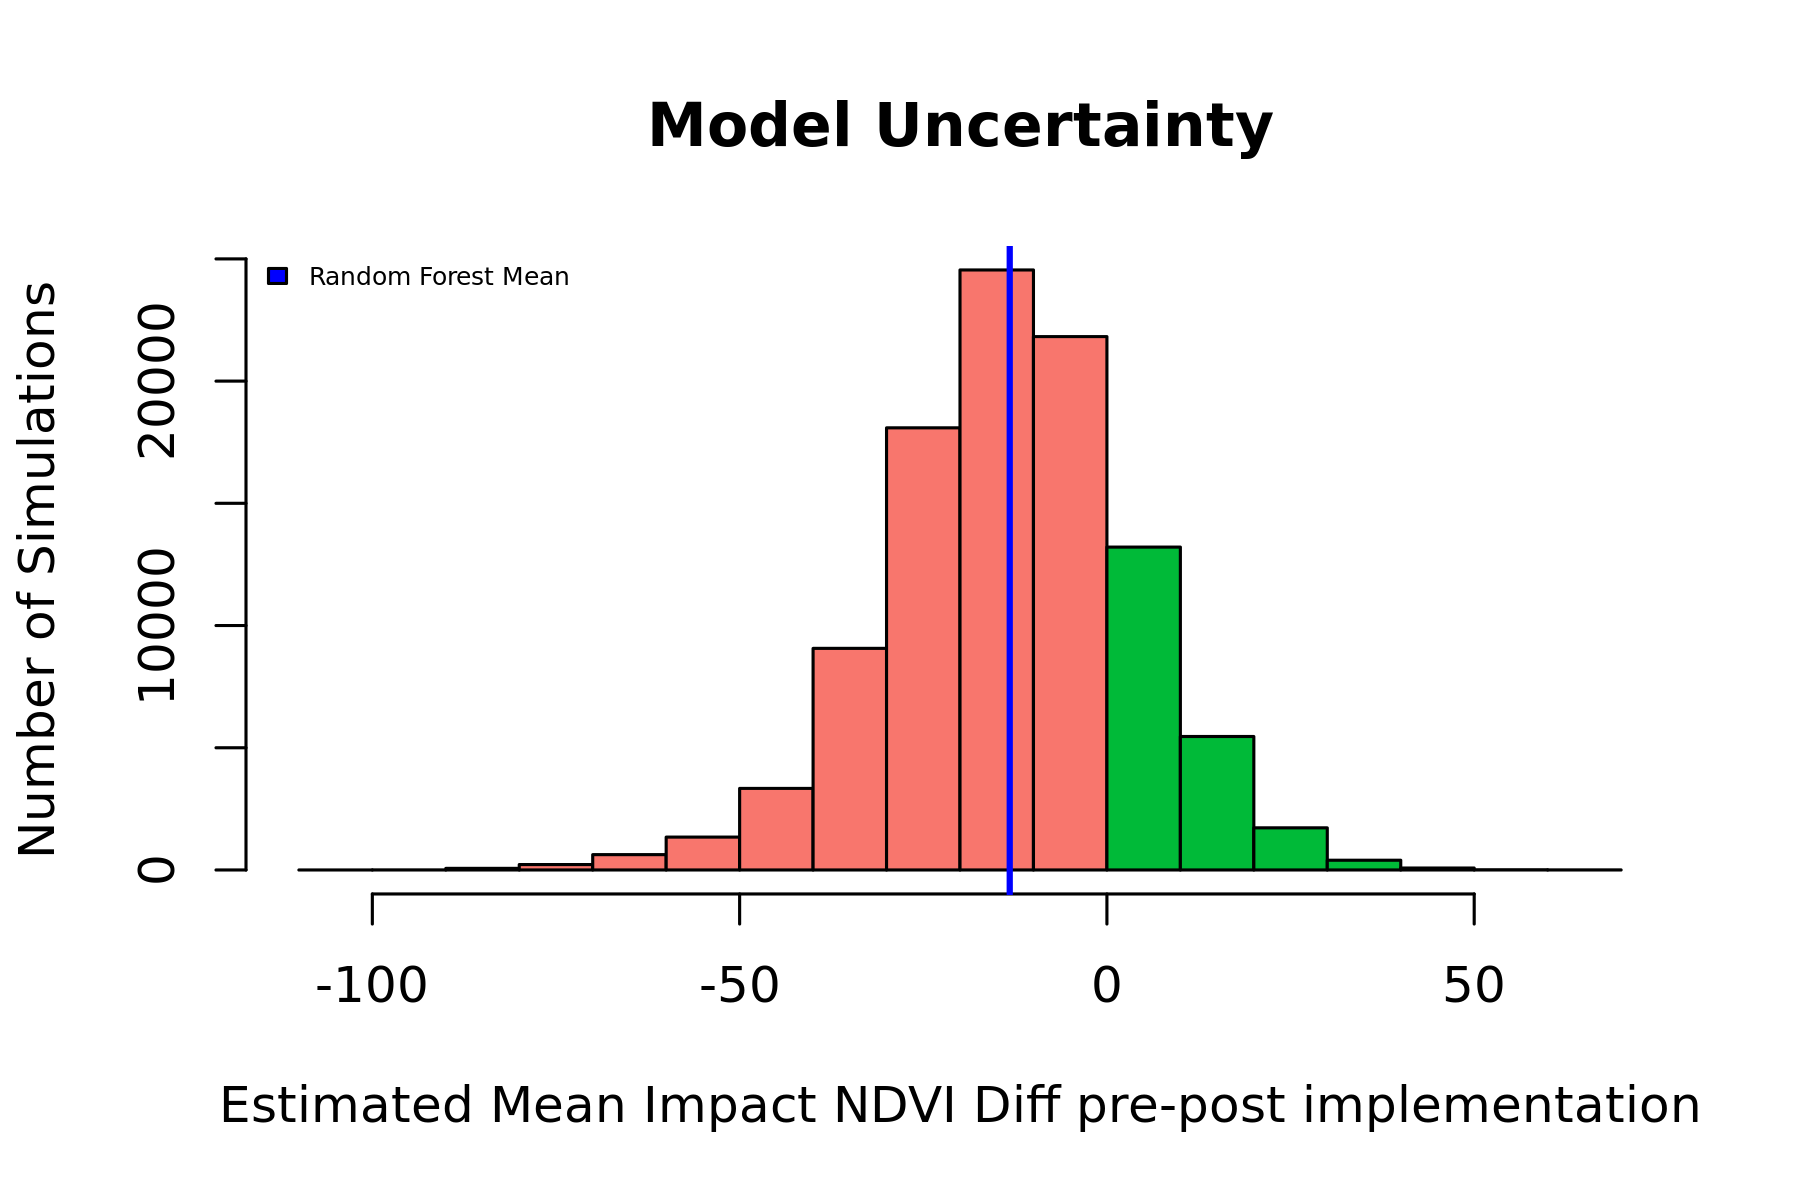 Model Uncertainty
Random Forest Mean
Number of Simulations
0
10000
20000
-100
-50
0
50
Estimated Mean Impact NDVI Diff pre-post implementation